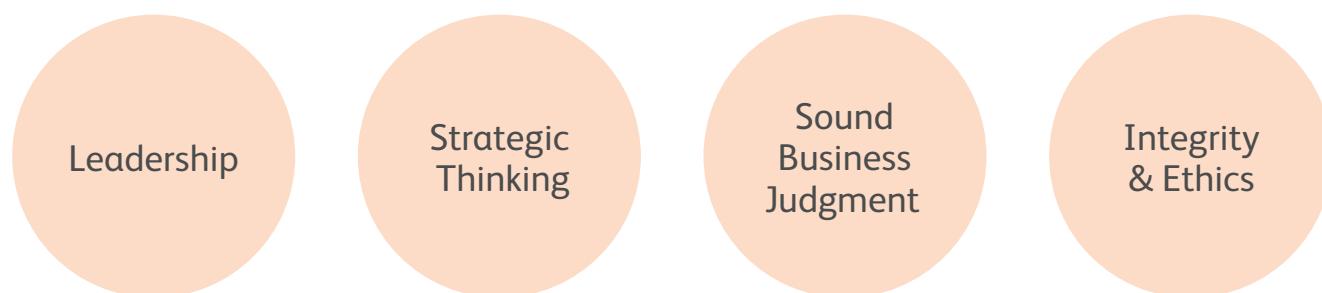 Leadership
Strategic
Thinking
Sound
Business
Judgment
Integrity
& Ethics